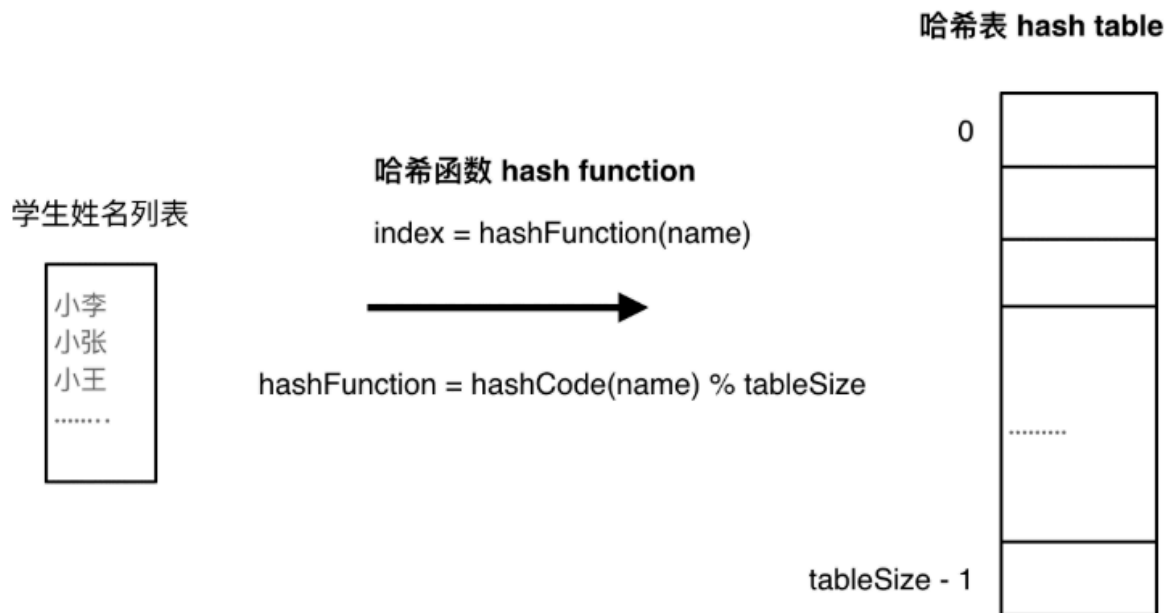 哈希表 hash table
0
哈希函数 hash function
学生姓名列表
index = hashFunction(name)
小李
小张
小王
……..
hashFunction = hashCode(name) % tableSize
………
tableSize - 1